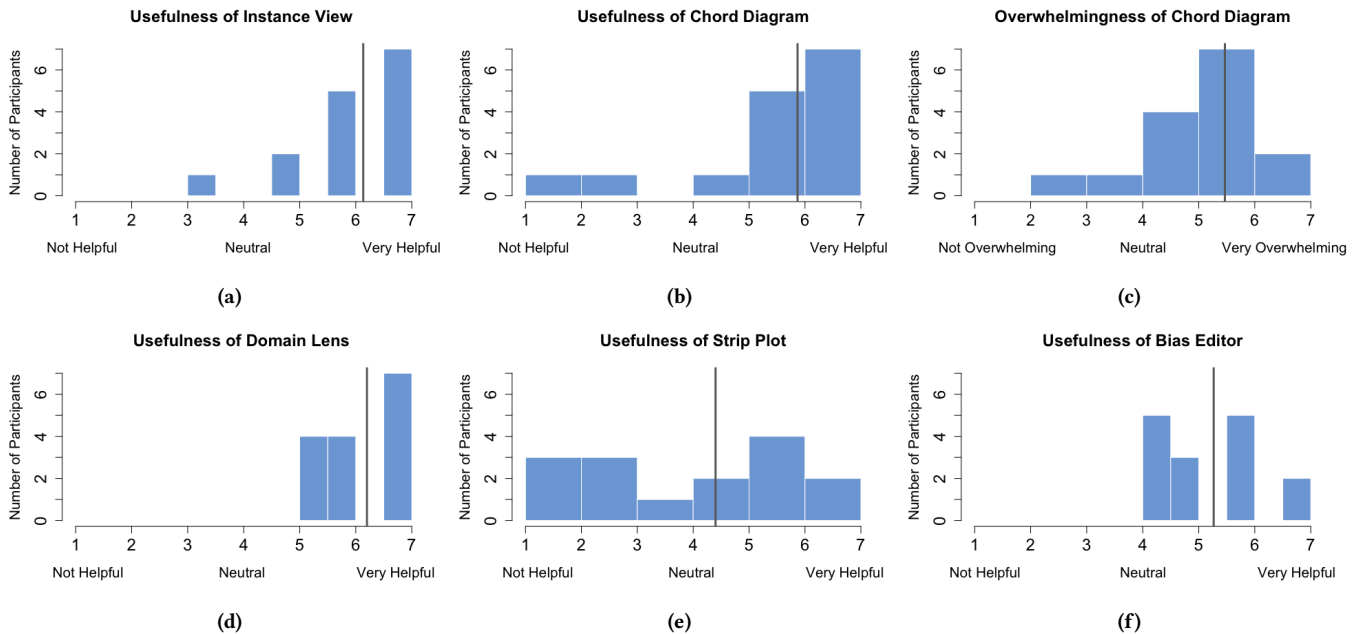 Usefulness of Instance View
Number of Participants
0 2 4 6
1 2 3 4 5 6 7
Not Helpful Neutral Very Helpful
(a)
Usefulness of Chord Diagram
Number of Participants
0 2 4 6
1 2 3 4 5 6 7
Not Helpful Neutral Very Helpful
(b)
Overwhelmingness of Chord Diagram
Number of Participants
0 2 4 6
1 2 3 4 5 6 7
Not Overwhelming Neutral Very Overwhelming
(c)
Usefulness of Domain Lens
Number of Participants
0 2 4 6
1 2 3 4 5 6 7
Not Helpful Neutral Very Helpful
(d)
Usefulness of Strip Plot
Number of Participants
0 2 4 6
1 2 3 4 5 6 7
Not Helpful Neutral Very Helpful
(e)
Usefulness of Bias Editor
Number of Participants
0 2 4 6
1 2 3 4 5 6 7
Not Helpful Neutral Very Helpful
(f)